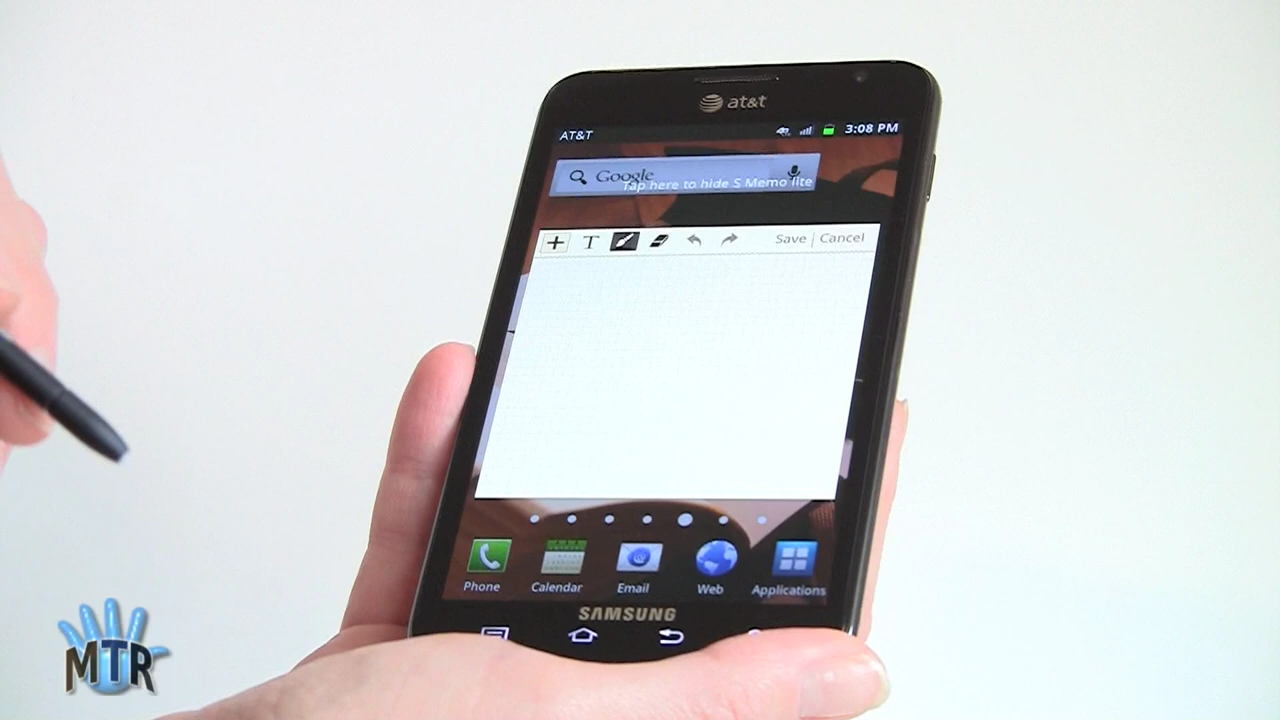 at&t
AT&T 3:08 PM
Google
Tap here to hide S Memo lite
T Save Cancel
Phone Calendar Email Web Applications
SAMSUNG
MTR